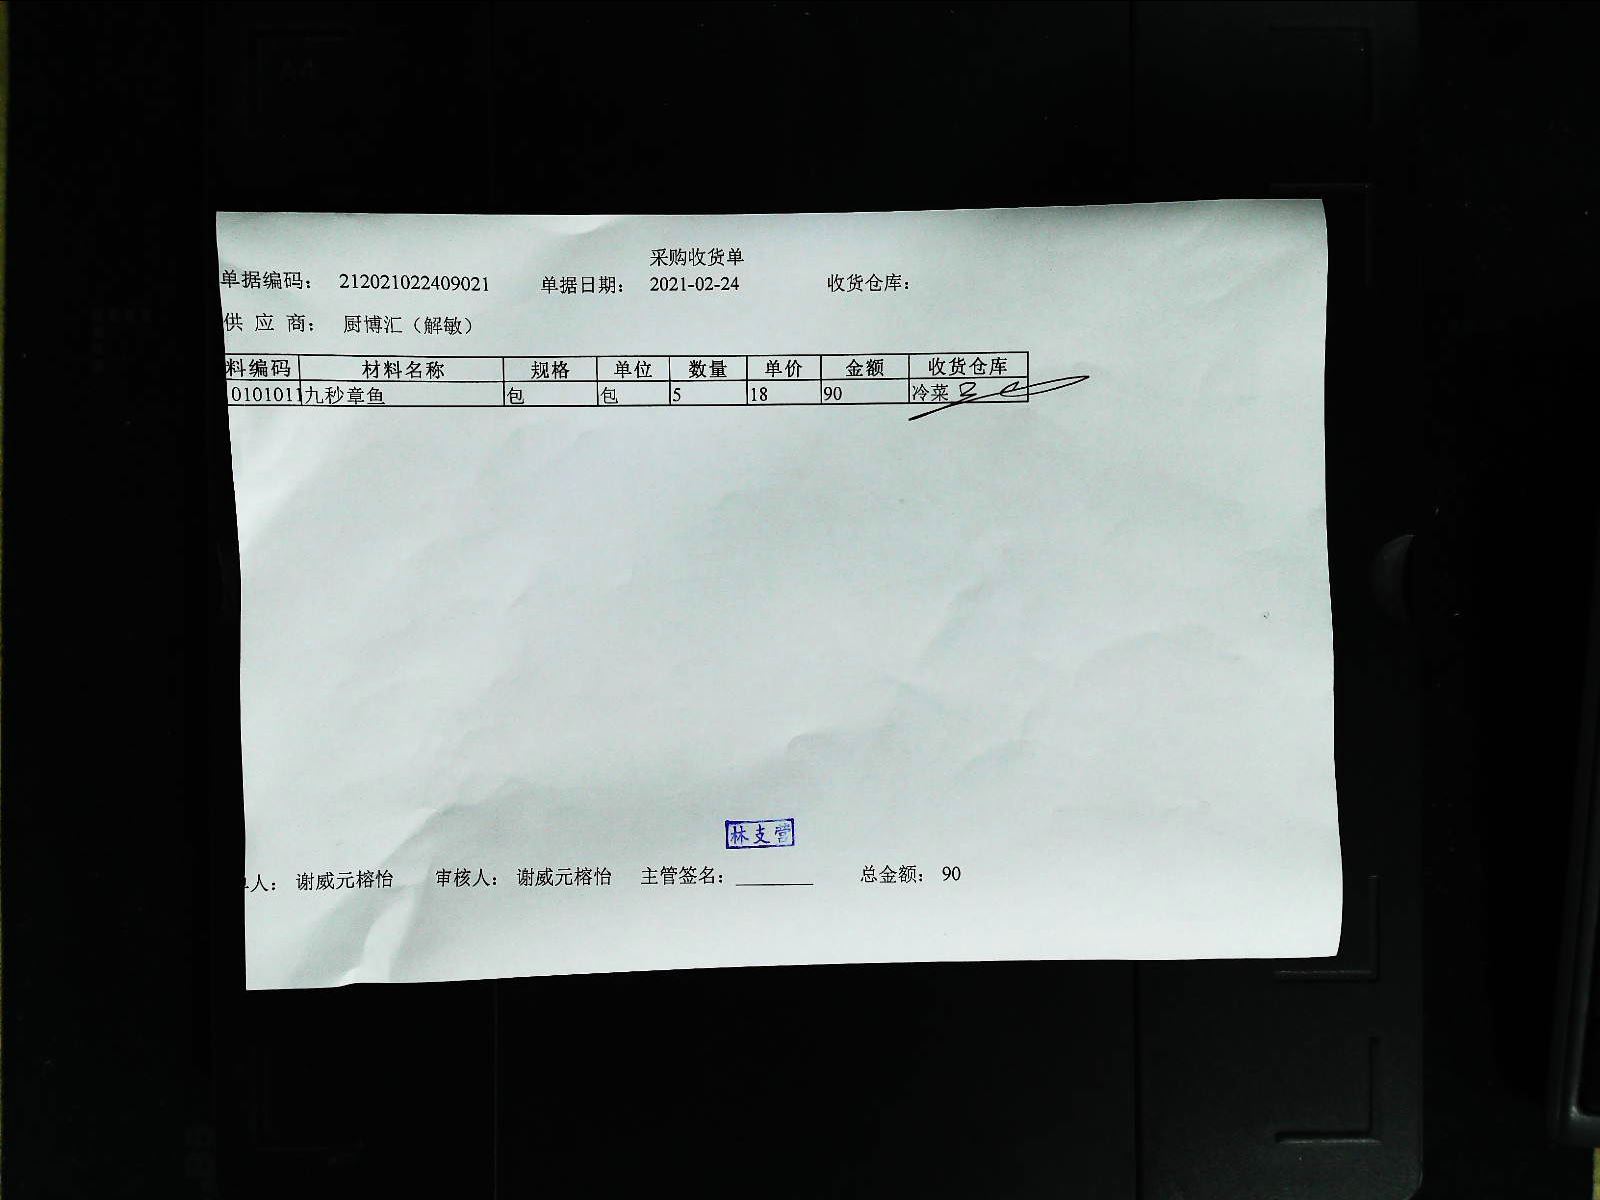 采购收货单
单据编码： 212021022409021 单据日期： 2021-02-24 收货仓库：
供 应 商： 厨博汇（解敏）
料编码 材料名称 规格 单位 数量 单价 金额 收货仓库
0101011 九秒章鱼 包 包 5 18 90 冷菜
林支营
人： 谢威元榕怡 审核人： 谢威元榕怡 主管签名：________ 总金额： 90